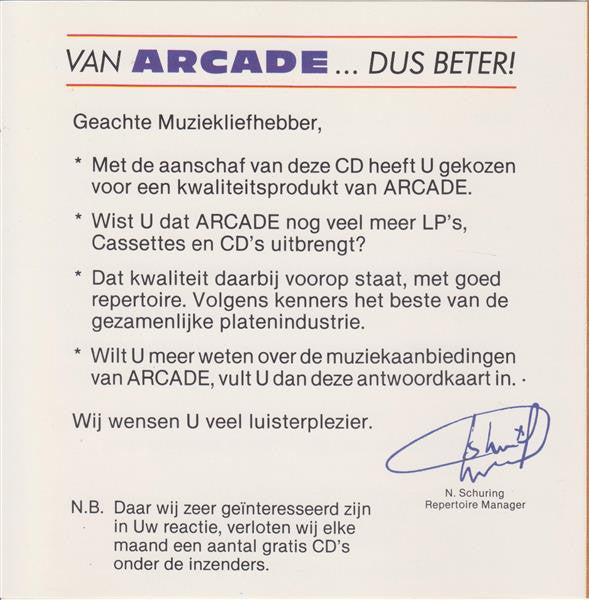 VAN ARCADE... DUS BETER!
Geachte Muziekliefhebber,
* Met de aanschaf van deze CD heeft U gekozen
voor een kwaliteitsprodukt van ARCADE.
* Wist U dat ARCADE nog veel meer LP's,
Cassettes en CD's uitbrengt?
* Dat kwaliteit daarbij voorop staat, met goed
repertoire. Volgens kenners het beste van de
gezamenlijke platenindustrie.
* Wilt U meer weten over de muziekaanbiedingen
van ARCADE, vult U dan deze antwoordkaart in.
Wij wensen U veel luisterplezier.
N. Schuring
Repertoire Manager
N.B. Daar wij zeer geïnteresseerd zijn
in Uw reactie, verloten wij elke
maand een aantal gratis CD's
onder de inzenders.